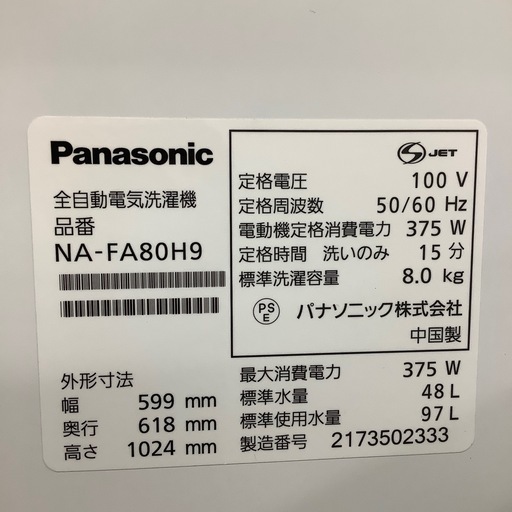 Panasonic
全自動電気洗濯機
品番
NA-FA80H9
外形寸法
幅 599 mm
奥行 618 mm
高さ 1024 mm
S JET
定格電圧 100 V
定格周波数 50/60 Hz
電動機定格消費電力 375 W
定格時間 洗いのみ 15 分
標準洗濯容量 8.0 kg
PS E パナソニック株式会社
中国製
最大消費電力 375 W
標準水量 48 L
標準使用水量 97 L
製造番号 2173502333